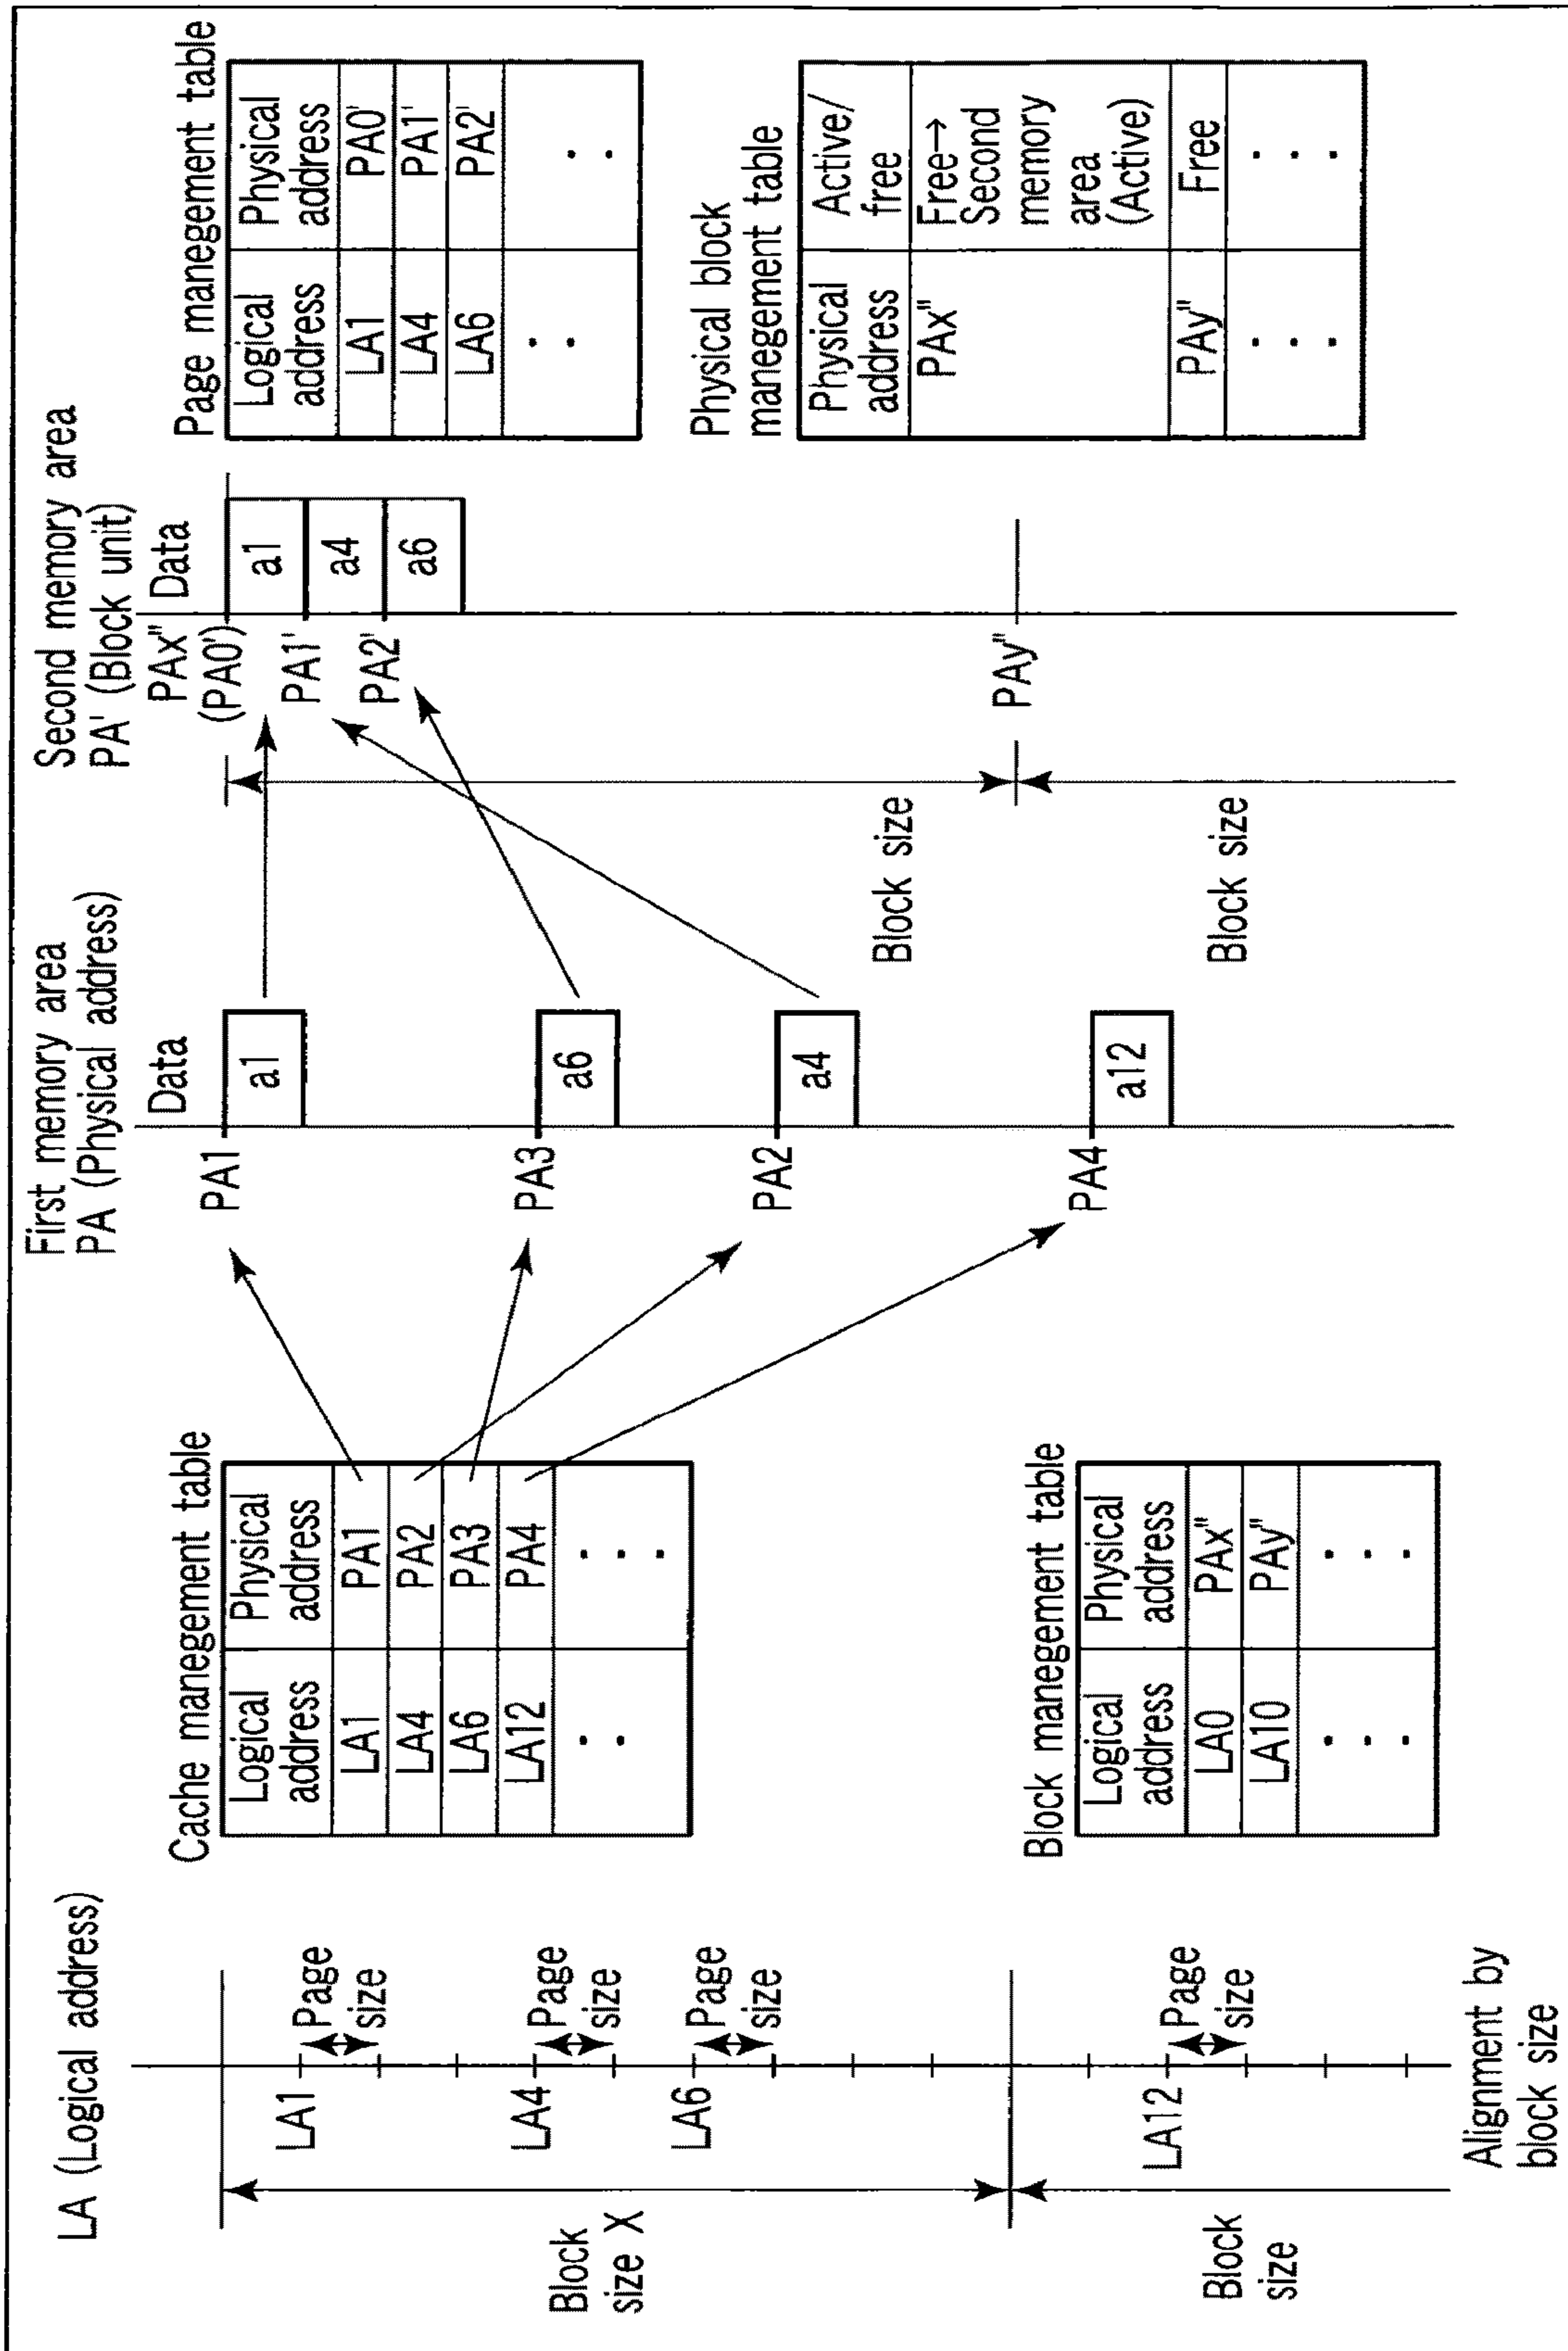 LA (Logical address)
LA1
Page
size
LA4
Page
size
LA6
Page
size
Block
size X
LA12
Page
size
Block
size
Alignment by
block size
Cache manegement table
Logical
address
Physical
address
LA1
PA1
LA4
PA2
LA6
PA3
LA12
PA4
Block manegement table
Logical
address
Physical
address
LA0
PAx"
LA10
PAy"
First memory area
PA (Physical address)
Data
PA1
a1
PA3
a6
PA2
a4
PA4
a12
Second memory area
PA' (Block unit)
PAx"
(PA0')
Data
a1
PA1'
a4
PA2'
a6
PAy"
Block size
Block size
Page manegement table
Logical
address
Physical
address
LA1
PA0'
LA4
PA1'
LA6
PA2'
Physical block
manegement table
Physical
address
Active/
free
PAx"
Free→
Second
memory
area
(Active)
PAy"
Free